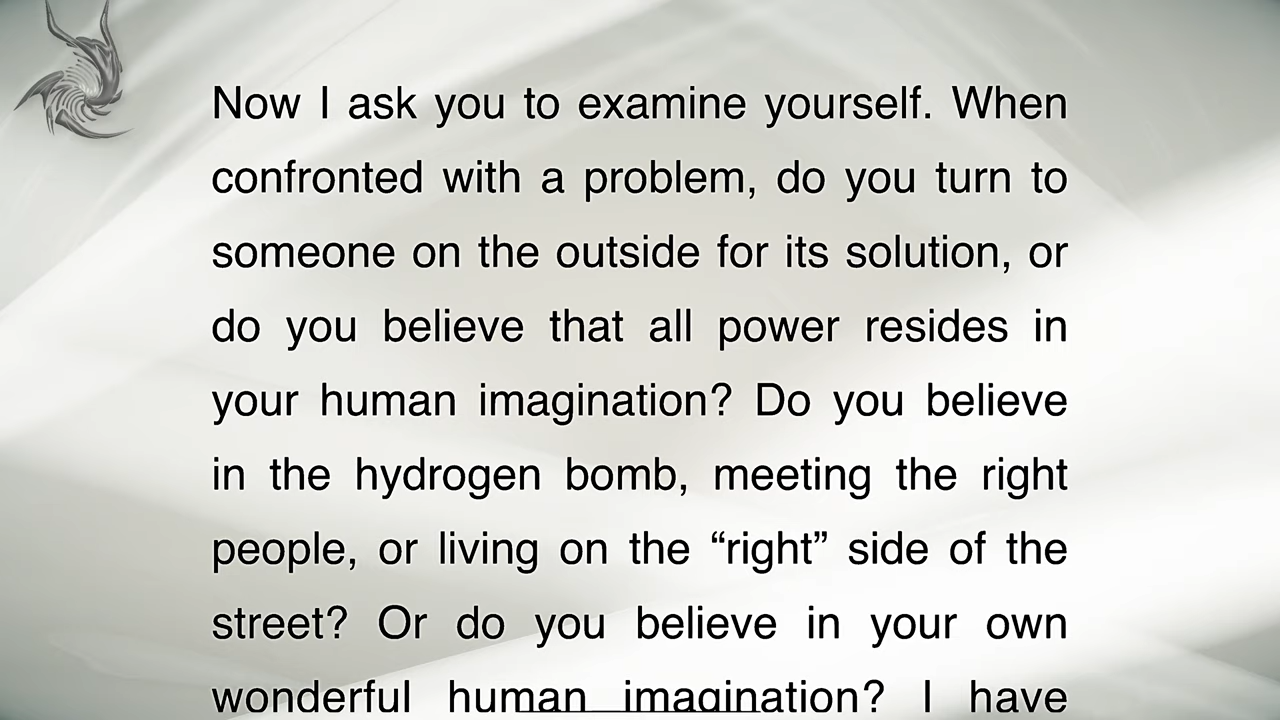 Now I ask you to examine yourself. When
confronted with a problem, do you turn to
someone on the outside for its solution, or
do you believe that all power resides in
your human imagination? Do you believe
in the hydrogen bomb, meeting the right
people, or living on the “right” side of the
street? Or do you believe in your own
wonderful human imagination? I have